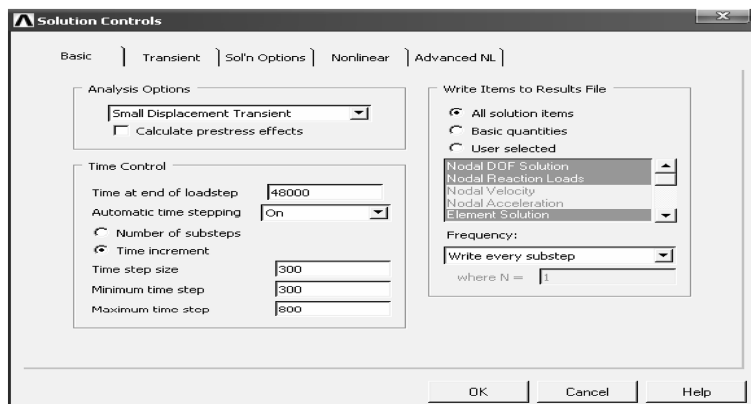 Solution Controls
Basic
Transient
Sol'n Options
Nonlinear
Advanced NL
Analysis Options
Small Displacement Transient
Calculate prestress effects
Time Control
Time at end of loadstep
48000
Automatic time stepping
On
Number of substeps
Time increment
Time step size
300
Minimum time step
300
Maximum time step
800
Write Items to Results File
All solution items
Basic quantities
User selected
Nodal DOF Solution
Nodal Reaction Loads
Nodal Velocity
Nodal Acceleration
Element Solution
Frequency:
Write every substep
where N =
1
OK
Cancel
Help